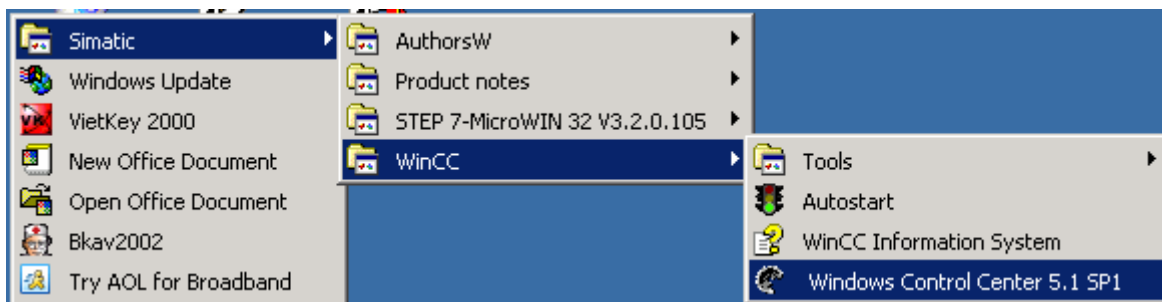 Simatic
Windows Update
VietKey 2000
New Office Document
Open Office Document
Bkav2002
Try AOL for Broadband
AuthorsW
Product notes
STEP 7-MicroWIN 32 V3.2.0.105
WinCC
Tools
Autostart
WinCC Information System
Windows Control Center 5.1 SP1